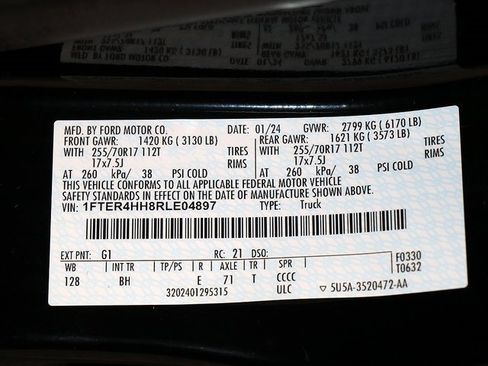 MFD. BY FORD MOTOR CO. DATE: 01/24 GVWR: 2799 KG ( 6170 LB)
FRONT GAWR: 1420 KG ( 3130 LB) REAR GAWR: 1621 KG ( 3573 LB)
WITH 255/70R17 112T TIRES WITH 255/70R17 112T TIRES
17x7.5J RIMS 17x7.5J RIMS
AT 260 kPa/ 38 PSI COLD AT 260 kPa/ 38 PSI COLD
THIS VEHICLE CONFORMS TO ALL APPLICABLE FEDERAL MOTOR VEHICLE
SAFETY STANDARDS IN EFFECT ON THE DATE OF MANUFACTURE SHOWN ABOVE.
VIN: 1FTER4HH8RLE04897 TYPE: Truck
EXT PNT: G1 RC: 21 DSO: F0330
WB INT TR TP/PS R AXLE TR SPR T0632
128 BH E 71 T CCCC
3202401295315 ULC ▽ 5U5A-3520472-AA